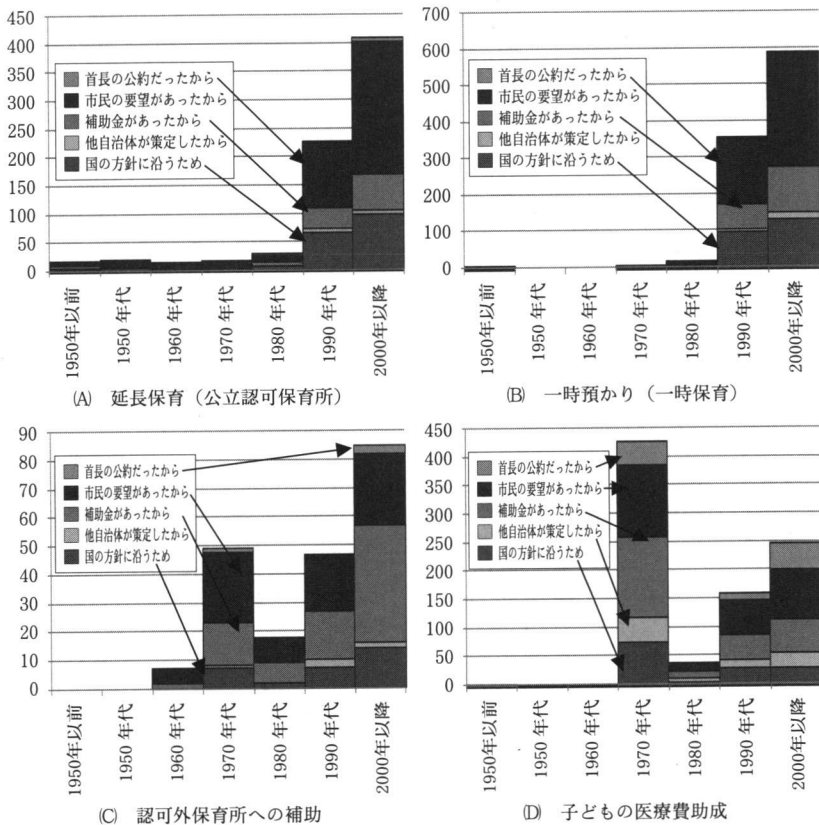 450
400
350
300
250
200
150
100
50
0
首長の公約だったから
市民の要望があったから
補助金があったから
他自治体が策定したから
国の方針に沿うため
1950年以前
1950年代
1960年代
1970年代
1980年代
1990年代
2000年以降
(A) 延長保育(公立認可保育所)
700
600
500
400
300
200
100
0
首長の公約だったから
市民の要望があったから
補助金があったから
他自治体が策定したから
国の方針に沿うため
1950年以前
1950年代
1960年代
1970年代
1980年代
1990年代
2000年以降
(B) 一時預かり(一時保育)
90
80
70
60
50
40
30
20
10
0
首長の公約だったから
市民の要望があったから
補助金があったから
他自治体が策定したから
国の方針に沿うため
1950年以前
1950年代
1960年代
1970年代
1980年代
1990年代
2000年以降
(C) 認可外保育所への補助
450
400
350
300
250
200
150
100
50
0
首長の公約だったから
市民の要望があったから
補助金があったから
他自治体が策定したから
国の方針に沿うため
1950年以前
1950年代
1960年代
1970年代
1980年代
1990年代
2000年以降
(D) 子どもの医療費助成